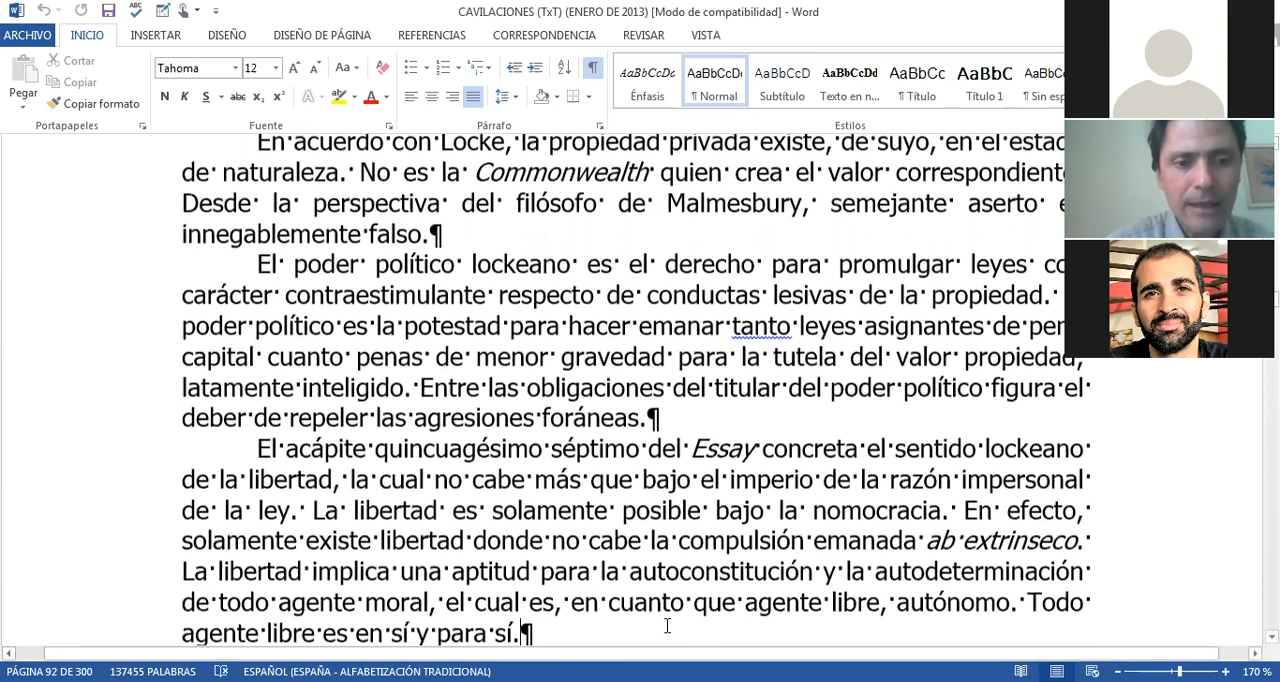 CAVILACIONES (TxT) (ENERO DE 2013) [Modo de compatibilidad] - Word
ARCHIVO INICIO INSERTAR DISEÑO DISEÑO DE PÁGINA REFERENCIAS CORRESPONDENCIA REVISAR VISTA
Cortar
Copiar
Copiar formato
Pegar
Tahoma 12
AaBbCcDc AaBbCcDc AaBbCcD AaBbCcDd AaBbCc AaBbC AaBbCcD
Énfasis ¶ Normal Subtítulo Texto en n... ¶ Título Título 1 ¶ Sin esp
Portapapeles Fuente Párrafo Estilos
En acuerdo con Locke, la propiedad privada existe, de suyo, en el estad
de naturaleza. No es la Commonwealth quien crea el valor correspondient
Desde la perspectiva del filósofo de Malmesbury, semejante aserto e
innegablemente falso.¶
El poder político lockeano es el derecho para promulgar leyes co
carácter contraestimulante respecto de conductas lesivas de la propiedad.
poder político es la potestad para hacer emanar tanto leyes asignantes de pen
capital cuanto penas de menor gravedad para la tutela del valor propiedad,
latamente inteligido. Entre las obligaciones del titular del poder político figura el
deber de repeler las agresiones foráneas.¶
El acápite quincuagésimo séptimo del Essay concreta el sentido lockeano
de la libertad, la cual no cabe más que bajo el imperio de la razón impersonal
de la ley. La libertad es solamente posible bajo la nomocracia. En efecto,
solamente existe libertad donde no cabe la compulsión emanada ab extrinseco.
La libertad implica una aptitud para la autoconstitución y la autodeterminación
de todo agente moral, el cual es, en cuanto que agente libre, autónomo. Todo
agente libre es en sí y para sí.¶
PÁGINA 92 DE 300 137455 PALABRAS ESPAÑOL (ESPAÑA - ALFABETIZACIÓN TRADICIONAL) 170 %